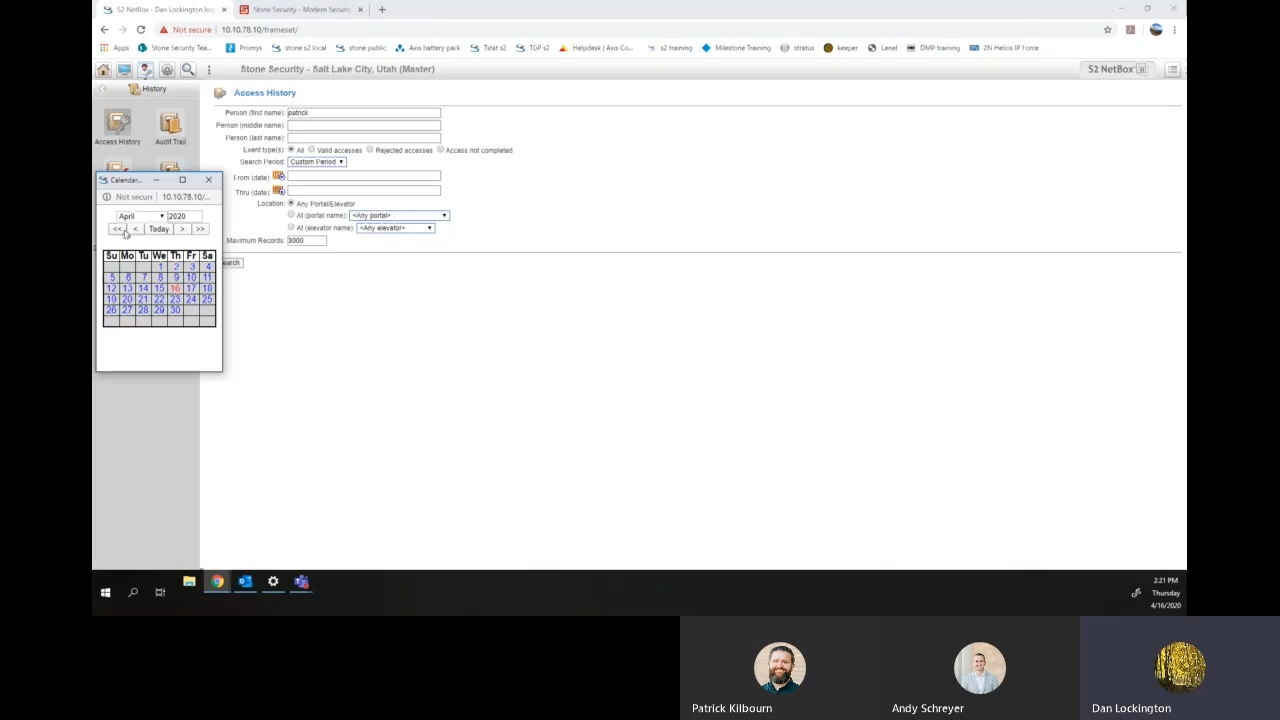 S2 NetBox - Dan Lockington log
Stone Security - Modern Securit
Not secure 10.10.78.10/frameset/
Apps Stone Security Tea... Promys stone s2 local stone public Axis battery pack Tstat s2 TGP s2 Helpdesk | Axis Co... s2 training Milestone Training stratus keeper Lenel DMP training 2N Helios IP Force
Stone Security - Salt Lake City, Utah (Master)
S2 NetBox
History
Access History
Audit Trail
Access History
Person (first name): patrick
Person (middle name):
Person (last name):
Event type(s): All Valid accesses Rejected accesses Access not completed
Search Period: Custom Period
From (date):
Thru (date):
Location: Any Portal/Elevator
At (portal name): <Any portal>
At (elevator name): <Any elevator>
Maximum Records: 3000
earch
Calendar...
Not secure 10.10.78.10/...
April 2020
<< < Today > >>
Su Mo Tu We Th Fr Sa
1 2 3 4
5 6 7 8 9 10 11
12 13 14 15 16 17 18
19 20 21 22 23 24 25
26 27 28 29 30
2:21 PM
Thursday
4/16/2020
Patrick Kilbourn
Andy Schreyer
Dan Lockington